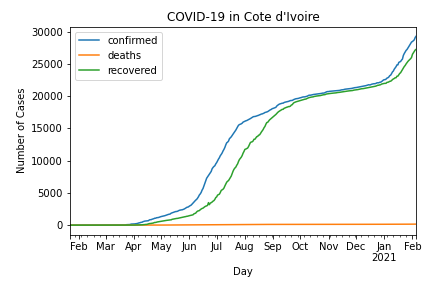 COVID-19 in Cote d'Ivoire
confirmed
deaths
recovered
Number of Cases
30000
25000
20000
15000
10000
5000
0
Feb Mar Apr May Jun Jul Aug Sep Oct Nov Dec Jan Feb
2021
Day